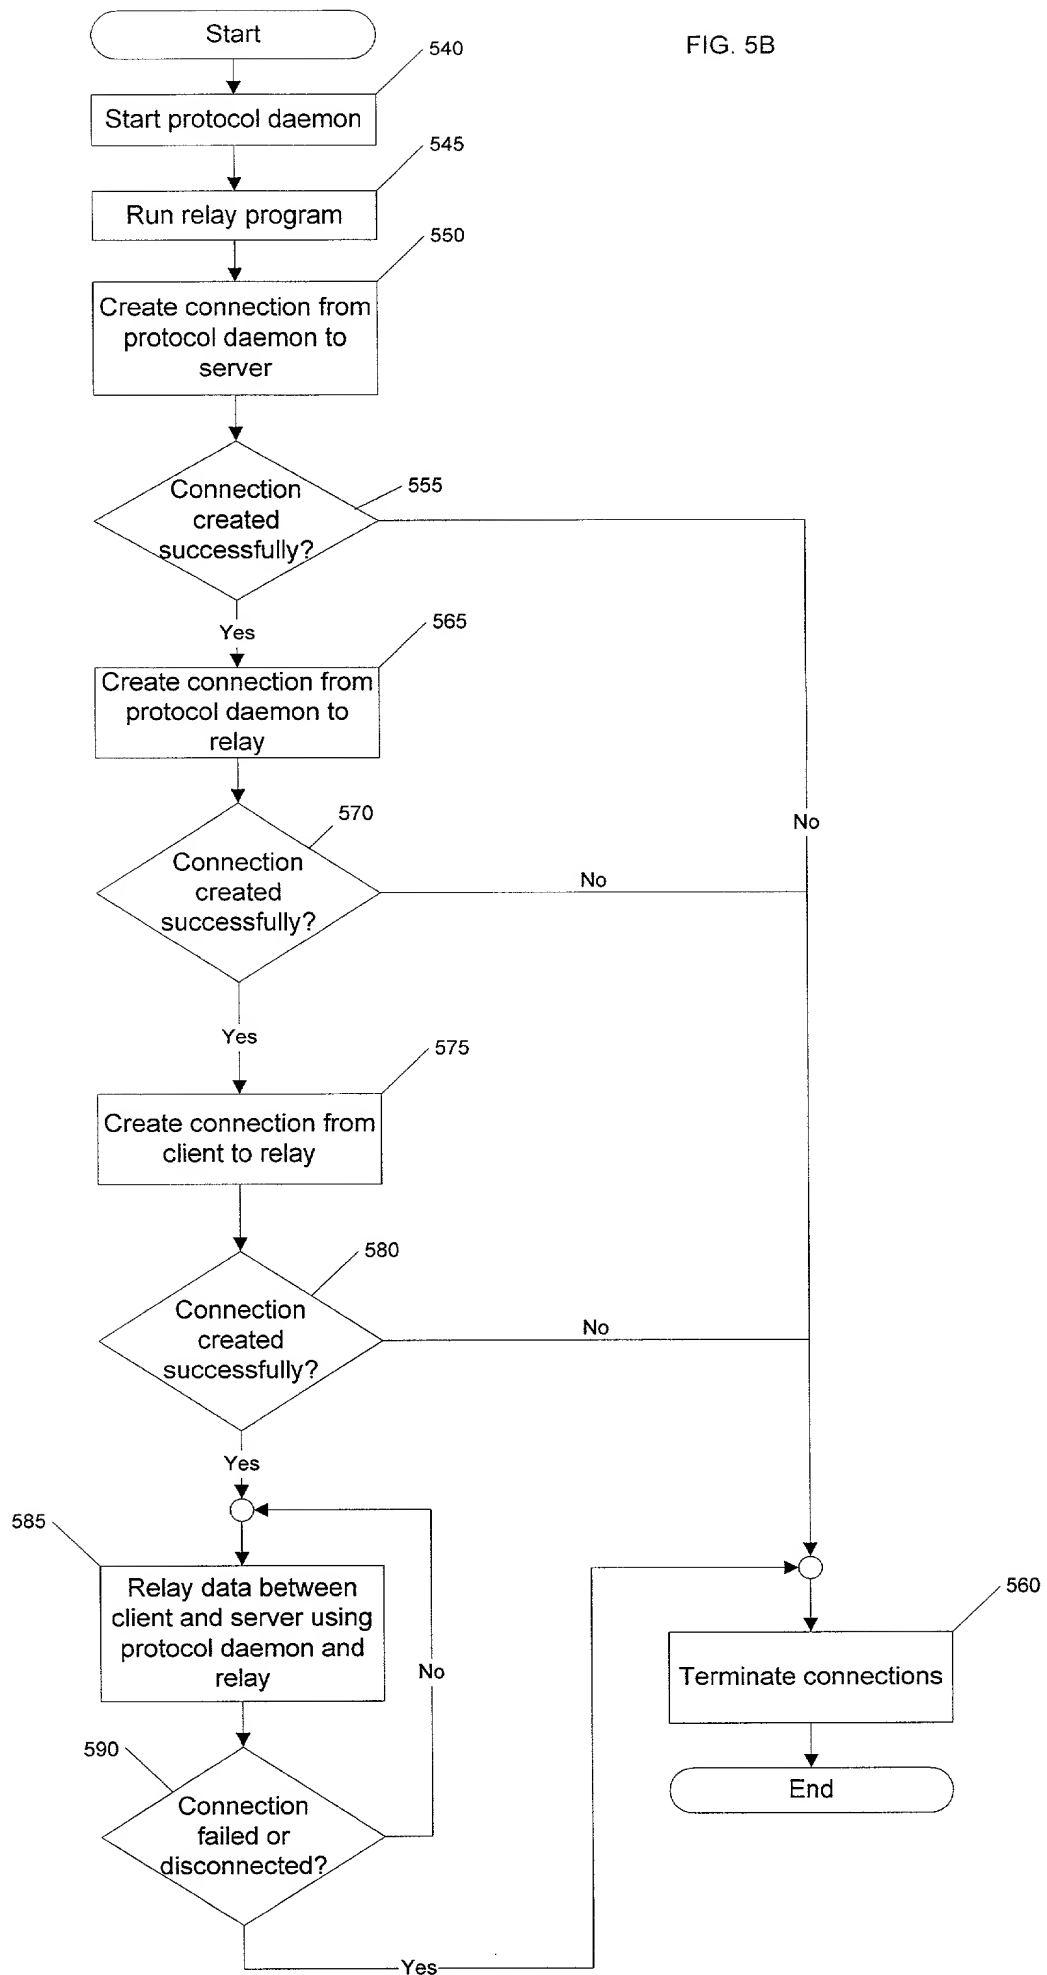 Start
FIG. 5B
540
Start protocol daemon
545
Run relay program
550
Create connection from
protocol daemon to
server
555
Connection
created
successfully?
Yes
565
Create connection from
protocol daemon to
relay
570
No
Connection
created
successfully?
No
Yes
575
Create connection from
client to relay
580
Connection
created
successfully?
No
Yes
585
Relay data between
client and server using
protocol daemon and
relay
No
560
Terminate connections
590
Connection
failed or
disconnected?
End
Yes